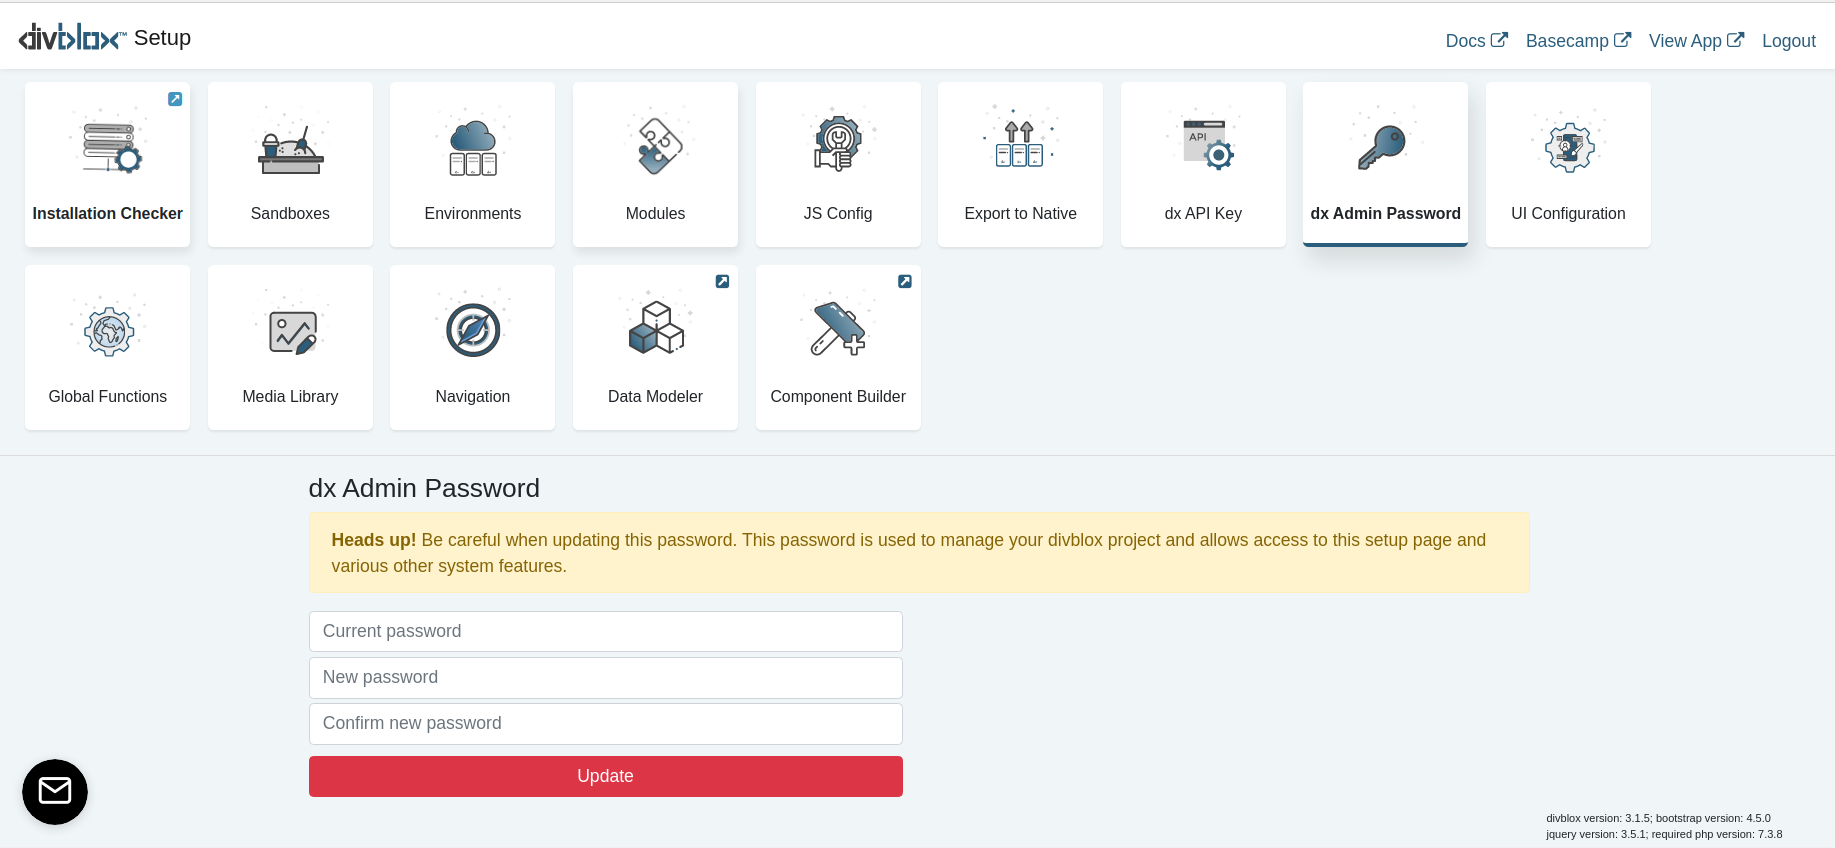 divblox™ Setup
Docs Basecamp View App Logout
API
Installation Checker
Sandboxes
Environments
Modules
JS Config
Export to Native
dx API Key
dx Admin Password
UI Configuration
Global Functions
Media Library
Navigation
Data Modeler
Component Builder
dx Admin Password
Heads up! Be careful when updating this password. This password is used to manage your divblox project and allows access to this setup page and
various other system features.
Current password
New password
Confirm new password
Update
divblox version: 3.1.5; bootstrap version: 4.5.0
jquery version: 3.5.1; required php version: 7.3.8